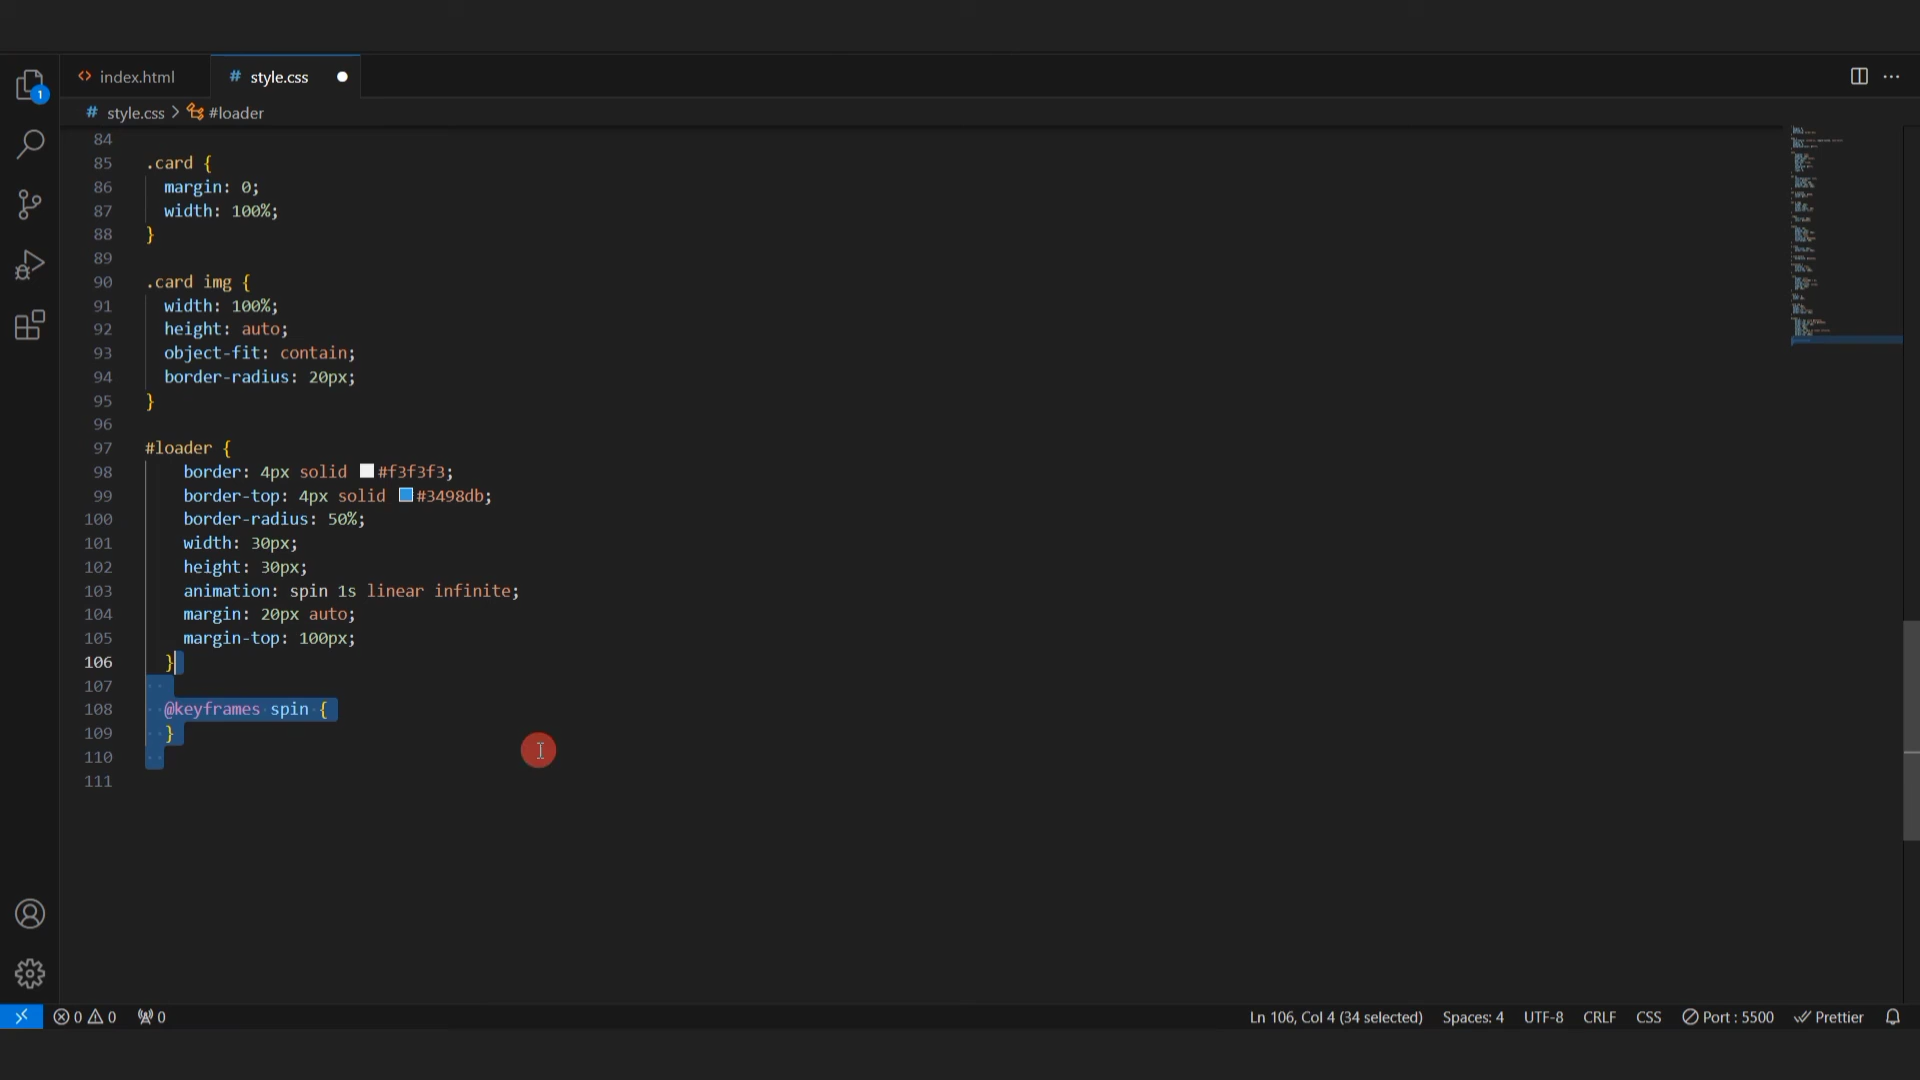 1
index.html
# style.css
# style.css > #loader
84
85 .card {
86 margin: 0;
87 width: 100%;
88 }
89
90 .card img {
91 width: 100%;
92 height: auto;
93 object-fit: contain;
94 border-radius: 20px;
95 }
96
97 #loader {
98 border: 4px solid #f3f3f3;
99 border-top: 4px solid #3498db;
100 border-radius: 50%;
101 width: 30px;
102 height: 30px;
103 animation: spin 1s linear infinite;
104 margin: 20px auto;
105 margin-top: 100px;
106 }
107
108 @keyframes spin {
109 }
110
111
0 0 0 Ln 106, Col 4 (34 selected) Spaces: 4 UTF-8 CRLF CSS Port : 5500 Prettier